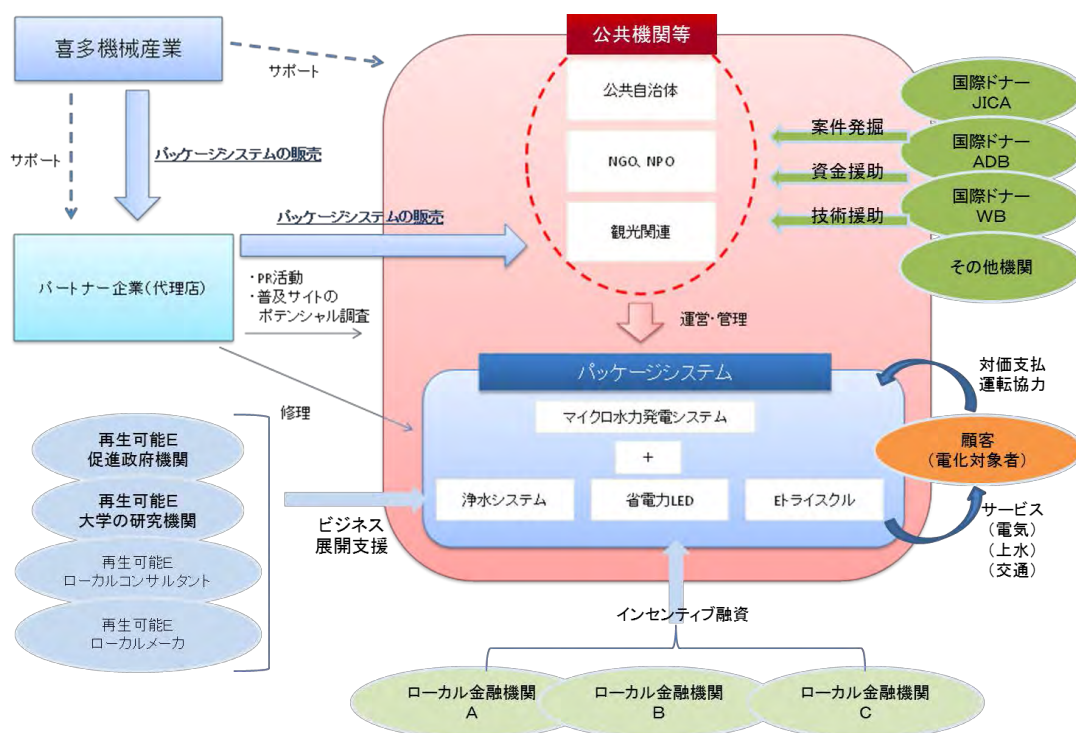 喜多機械産業
サポート
サポート
パッケージシステムの販売
パッケージシステムの販売
パートナー企業(代理店)
・PR活動
・普及サイトの
ポテンシャル調査
修理
公共機関等
公共自治体
NGO、NPO
観光関連
案件発掘
資金援助
技術援助
国際ドナー
JICA
国際ドナー
ADB
国際ドナー
WB
その他機関
運営・管理
パッケージシステム
マイクロ水力発電システム
+
浄水システム
省電力LED
Eトライスクル
対価支払
運転協力
顧客
(電化対象者)
サービス
(電気)
(上水)
(交通)
再生可能E
促進政府機関
再生可能E
大学の研究機関
再生可能E
ローカルコンサルタント
再生可能E
ローカルメーカ
ビジネス
展開支援
インセンティブ融資
ローカル金融機関
A
ローカル金融機関
B
ローカル金融機関
C